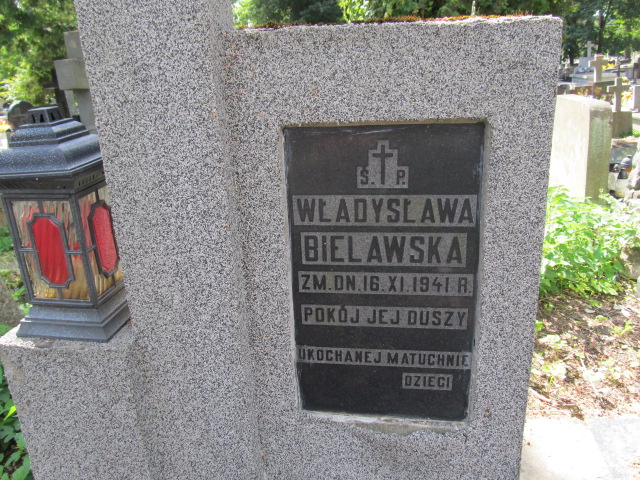 Ś. P.
WŁADYSŁAWA
BIELAWSKA
ZM. DN. 16. XI. 1941 R.
POKÓJ JEJ DUSZY
UKOCHANEJ MATUCHNIE
DZIECI